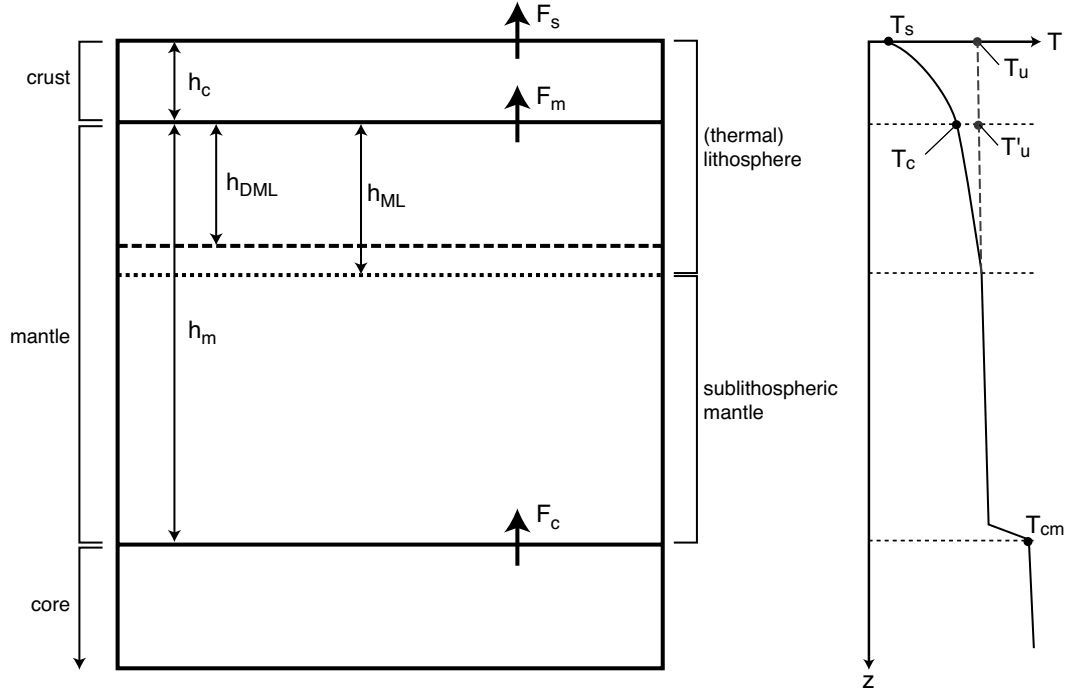 F_s
T_s
T
T_u
crust
h_c
F_m
(thermal)
lithosphere
T_c
T'_u
h_DML
h_ML
mantle
h_m
sublithospheric
mantle
F_c
T_cm
core
z